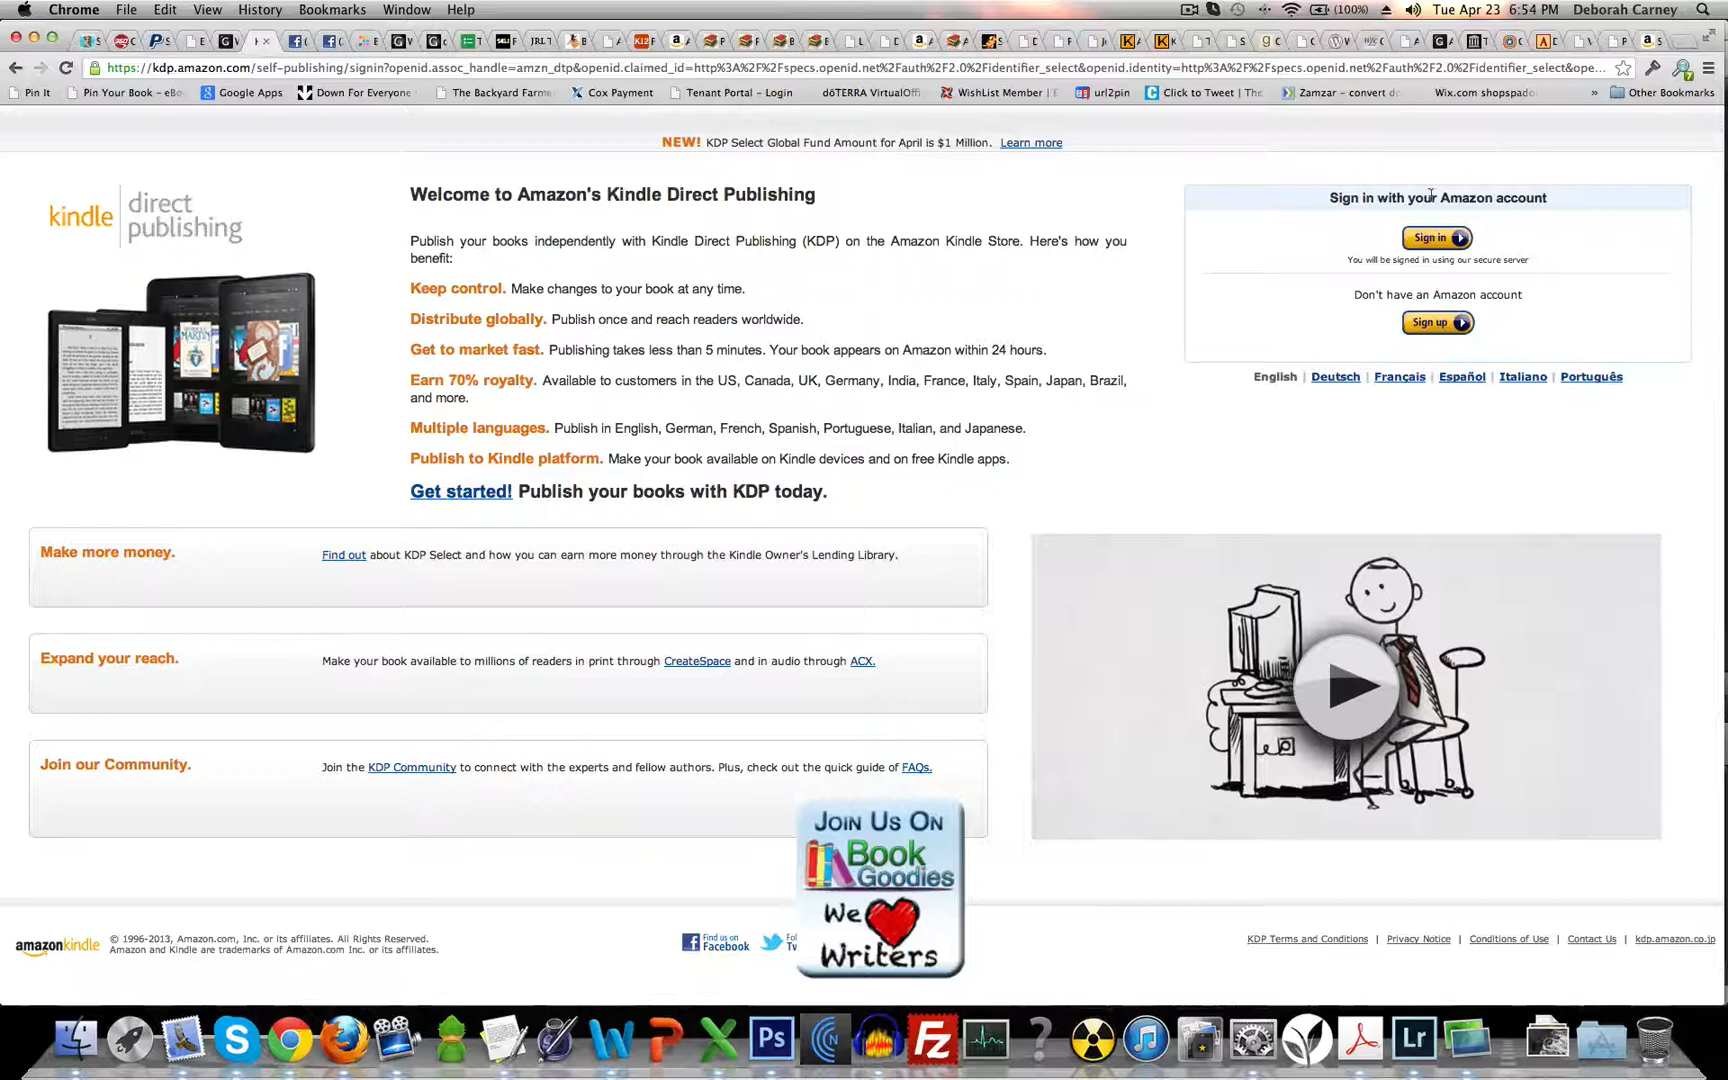 Chrome File Edit View History Bookmarks Window Help
(100%) Tue Apr 23 6:54 PM Deborah Carney
https://kdp.amazon.com/self-publishing/signin?openid.assoc_handle=amzn_dtp&openid.claimed_id=http%3A%2F%2Fspecs.openid.net%2Fauth%2F2.0%2Fidentifier_select&openid.identity=http%3A%2F%2Fspecs.openid.net%2Fauth%2F2.0%2Fidentifier_select&ope...
Pin It Pin Your Book - eBo Google Apps Down For Everyone The Backyard Farme Cox Payment Tenant Portal - Login dōTERRA VirtualOffi WishList Member | E url2pin Click to Tweet | The Zamzar - convert do Wix.com shopspado » Other Bookmarks
NEW! KDP Select Global Fund Amount for April is $1 Million. Learn more
kindle direct publishing
Welcome to Amazon's Kindle Direct Publishing
Publish your books independently with Kindle Direct Publishing (KDP) on the Amazon Kindle Store. Here's how you
benefit:
Keep control. Make changes to your book at any time.
Distribute globally. Publish once and reach readers worldwide.
Get to market fast. Publishing takes less than 5 minutes. Your book appears on Amazon within 24 hours.
Earn 70% royalty. Available to customers in the US, Canada, UK, Germany, India, France, Italy, Spain, Japan, Brazil,
and more.
Multiple languages. Publish in English, German, French, Spanish, Portuguese, Italian, and Japanese.
Publish to Kindle platform. Make your book available on Kindle devices and on free Kindle apps.
Get started! Publish your books with KDP today.
Sign in with your Amazon account
Sign in
You will be signed in using our secure server
Don't have an Amazon account
Sign up
English | Deutsch | Français | Español | Italiano | Português
Make more money. Find out about KDP Select and how you can earn more money through the Kindle Owner's Lending Library.
Expand your reach. Make your book available to millions of readers in print through CreateSpace and in audio through ACX.
Join our Community. Join the KDP Community to connect with the experts and fellow authors. Plus, check out the quick guide of FAQs.
Join Us On
Book
Goodies
We
Writers
amazonkindle
© 1996-2013, Amazon.com, Inc. or its affiliates. All Rights Reserved.
Amazon and Kindle are trademarks of Amazon.com Inc. or its affiliates.
Find us on
Facebook
KDP Terms and Conditions | Privacy Notice | Conditions of Use | Contact Us | kdp.amazon.co.jp
Ps
Fz
Lr